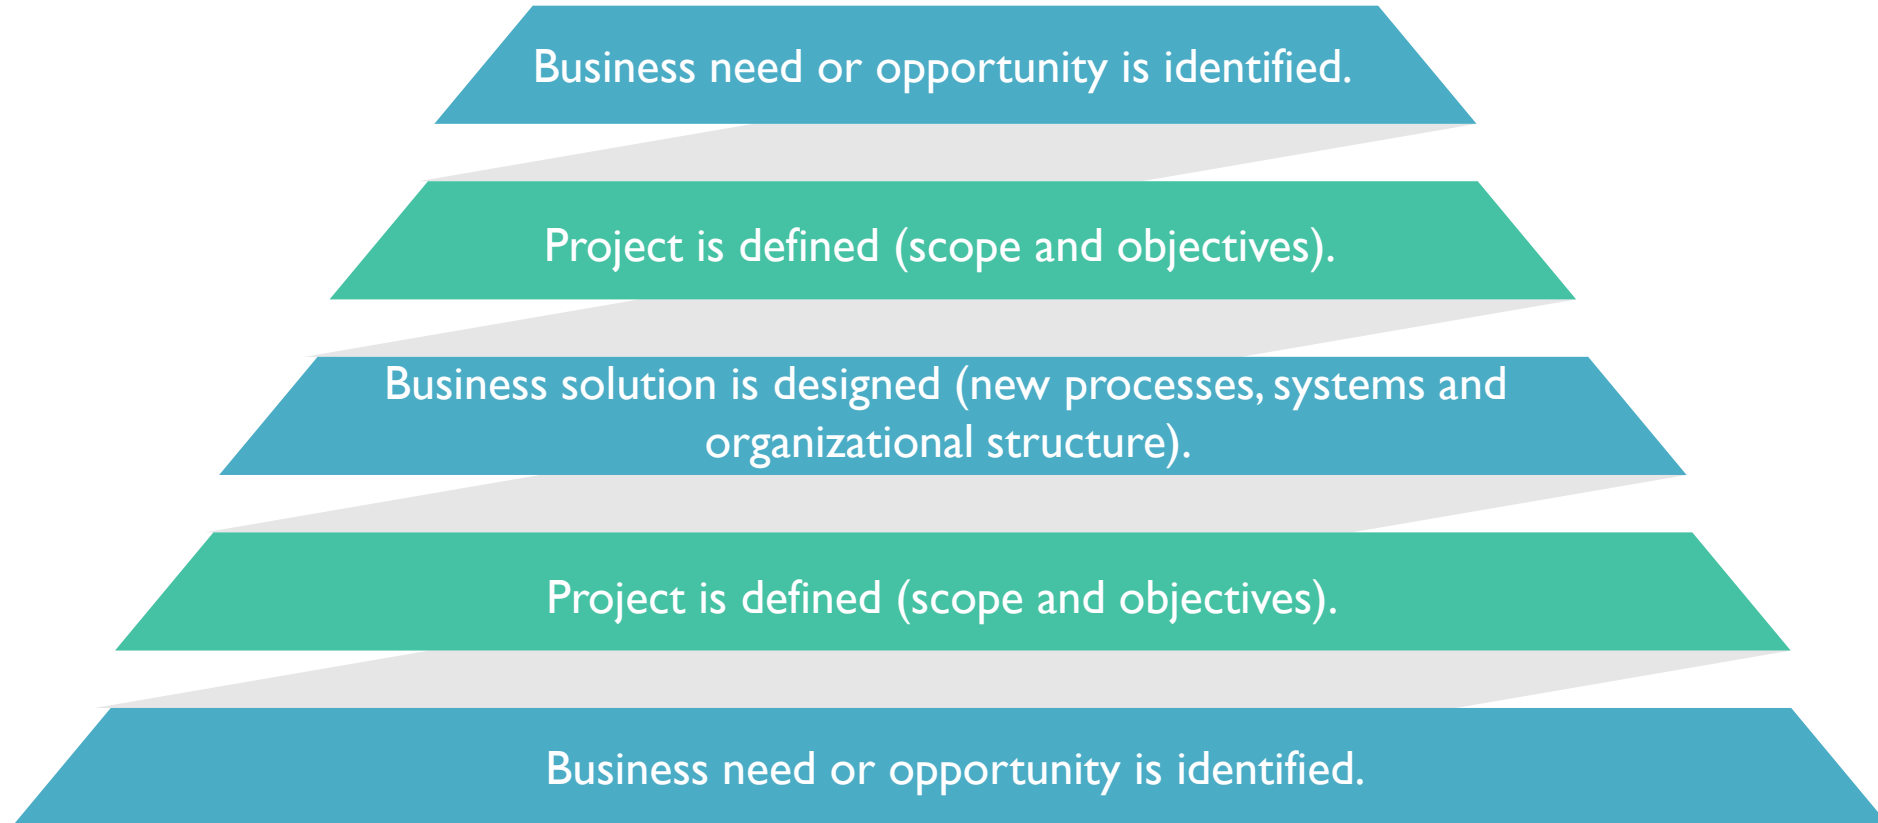 Business need or opportunity is identified.
Project is defined (scope and objectives).
Business solution is designed (new processes, systems and
organizational structure).
Project is defined (scope and objectives).
Business need or opportunity is identified.